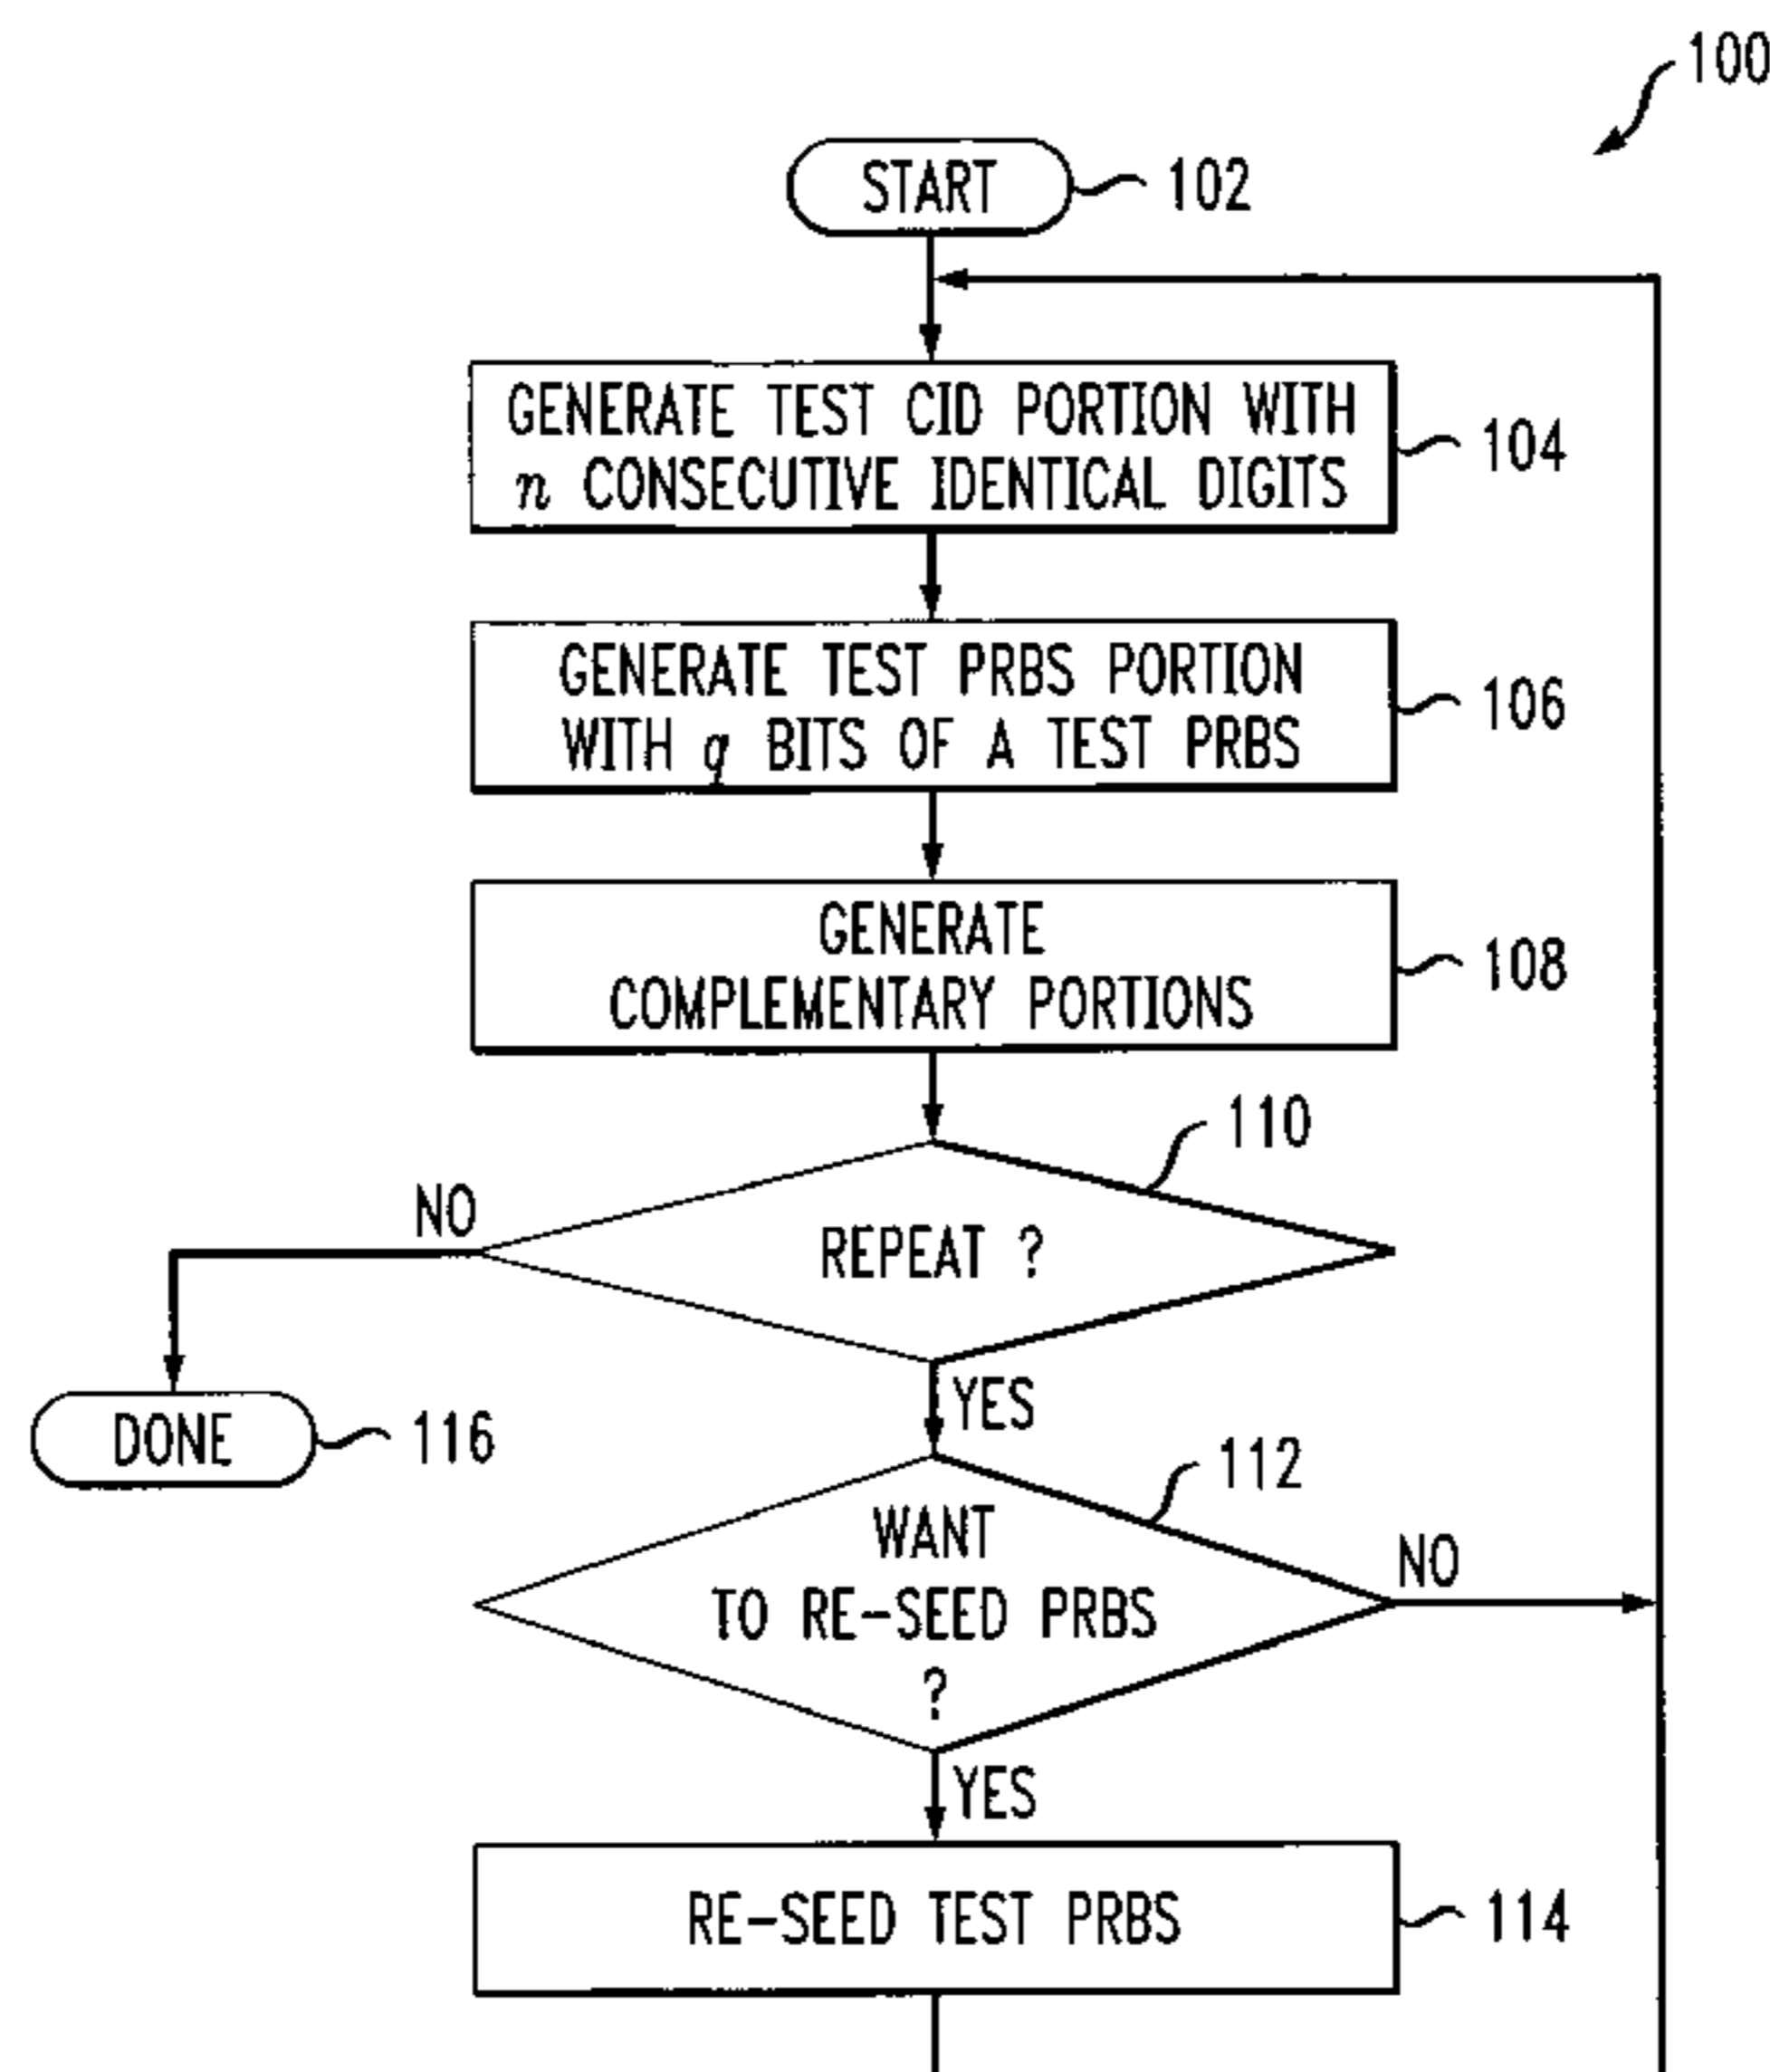 100
START
102
GENERATE TEST CID PORTION WITH
n CONSECUTIVE IDENTICAL DIGITS
104
GENERATE TEST PRBS PORTION
WITH q BITS OF A TEST PRBS
106
GENERATE
COMPLEMENTARY PORTIONS
108
110
NO
REPEAT ?
YES
DONE
116
112
WANT
TO RE-SEED PRBS
?
NO
YES
RE-SEED TEST PRBS
114